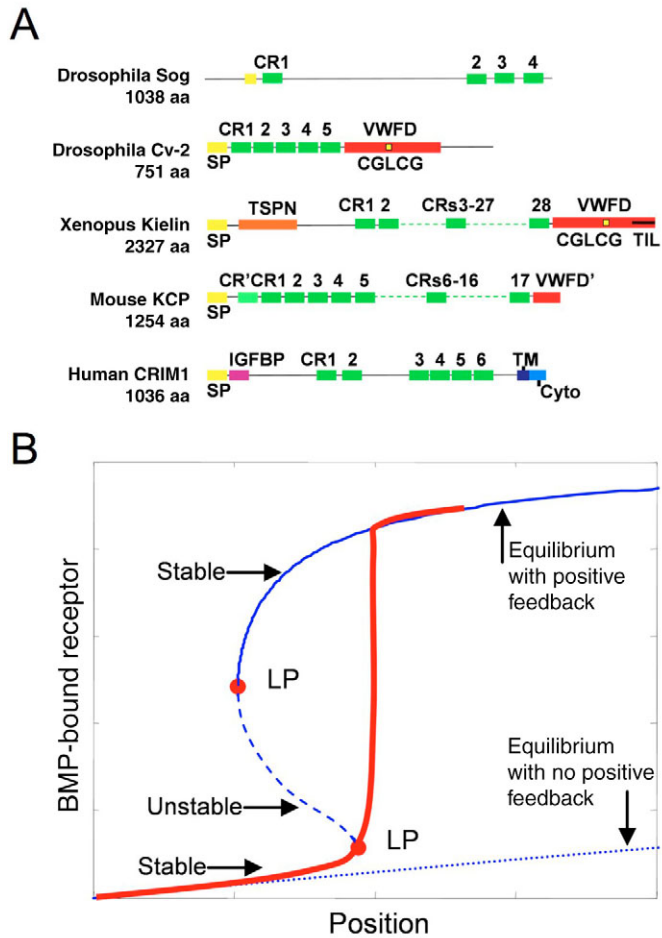 A
Drosophila Sog
1038 aa
CR1
2
3
4
Drosophila Cv-2
751 aa
SP
CR1 2 3 4 5
VWFD
CGLCG
Xenopus Kielin
2327 aa
SP
TSPN
CR1 2
CRs3-27
28
VWFD
CGLCG TIL
Mouse KCP
1254 aa
SP
CR'CR1 2 3 4 5
CRs6-16
17 VWFD'
Human CRIM1
1036 aa
SP
IGFBP
CR1 2
3 4 5 6
TM
Cyto
B
BMP-bound receptor
Stable
Equilibrium
with positive
feedback
LP
Equilibrium
with no positive
feedback
Unstable
LP
Stable
Position